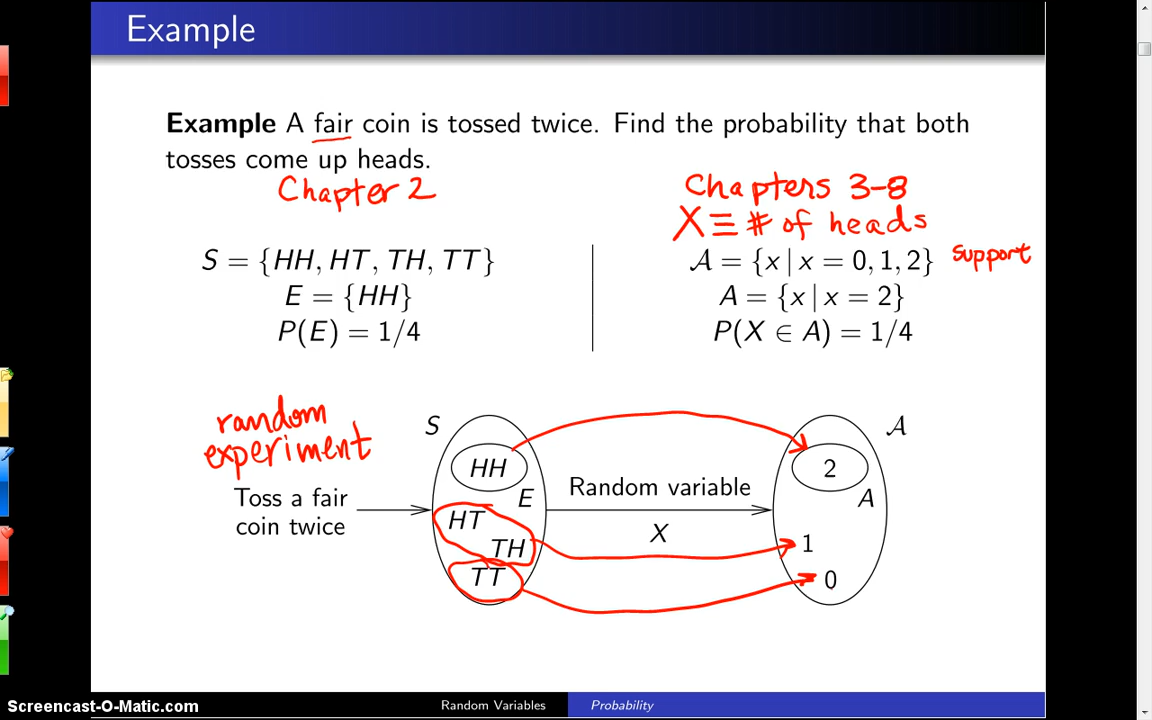 Example
Example A fair coin is tossed twice. Find the probability that both
tosses come up heads.
Chapter 2
Chapters 3-8
X ≡ # of heads
S = {HH, HT, TH, TT}
𝒜 = {x | x = 0, 1, 2} support
E = {HH}
A = {x | x = 2}
P(E) = 1/4
P(X ∈ A) = 1/4
random
experiment
Toss a fair
coin twice
S
HH
E
HT
TH
TT
Random variable
X
𝒜
2
A
1
0
Screencast-O-Matic.com
Random Variables Probability